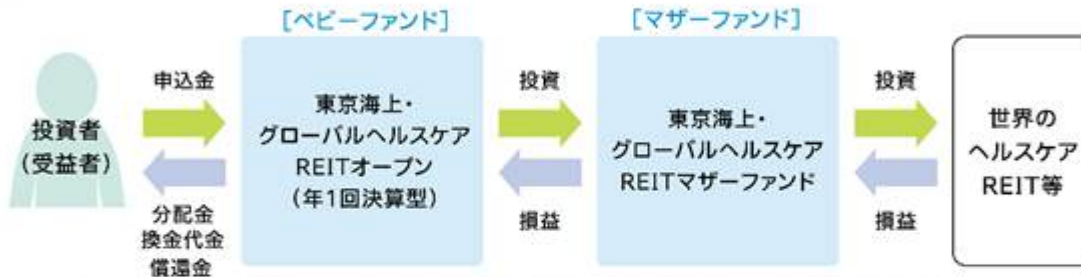 [ベビーファンド]
[マザーファンド]
投資者
(受益者)
申込金
分配金
換金代金
償還金
東京海上・
グローバルヘルスケア
REITオープン
(年1回決算型)
投資
損益
東京海上・
グローバルヘルスケア
REITマザーファンド
投資
損益
世界の
ヘルスケア
REIT等